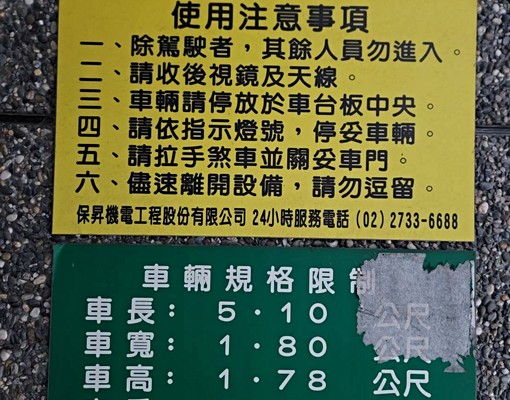 使用注意事項
一、除駕駛者，其餘人員勿進入。
二、請收後視鏡及天線。
三、車輛請停放於車台板中央。
四、請依指示燈號，停妥車輛。
五、請拉手煞車並關妥車門。
六、儘速離開設備，請勿逗留。
保昇機電工程股份有限公司 24小時服務電話 (02) 2733-6688
車輛規格限制
車長： 5．10 公尺
車寬： 1．80 公尺
車高： 1．78 公尺